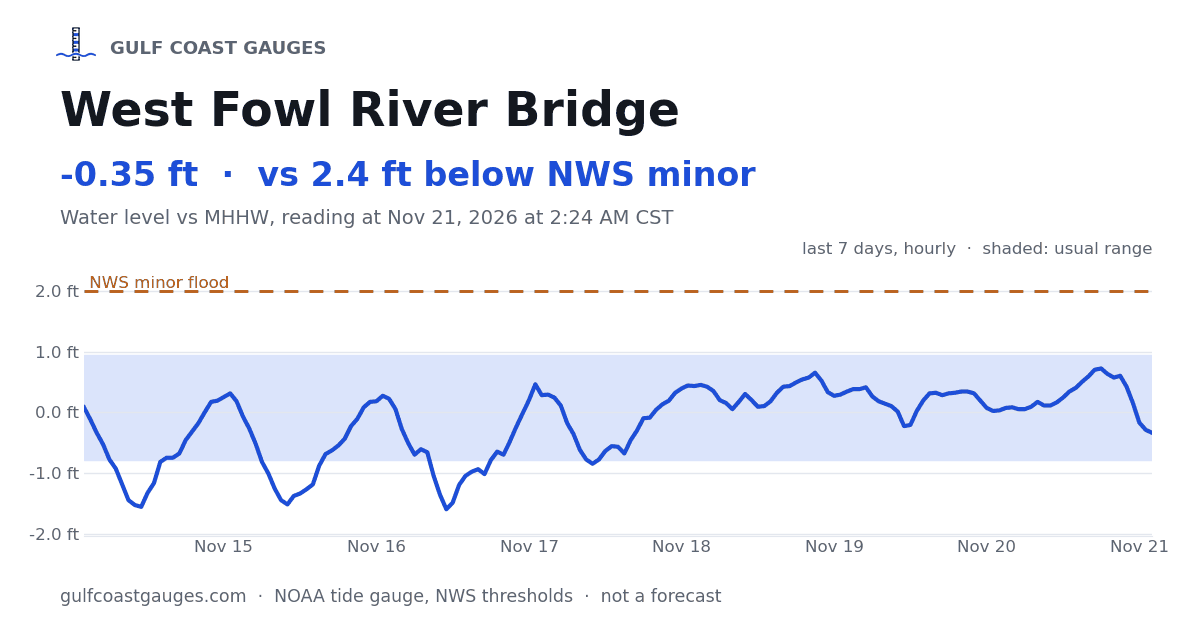 GULF COAST GAUGES
West Fowl River Bridge
-0.35 ft · vs 2.4 ft below NWS minor
Water level vs MHHW, reading at Nov 21, 2026 at 2:24 AM CST
last 7 days, hourly · shaded: usual range
NWS minor flood
2.0 ft
1.0 ft
0.0 ft
-1.0 ft
-2.0 ft
Nov 15 Nov 16 Nov 17 Nov 18 Nov 19 Nov 20 Nov 21
gulfcoastgauges.com · NOAA tide gauge, NWS thresholds · not a forecast